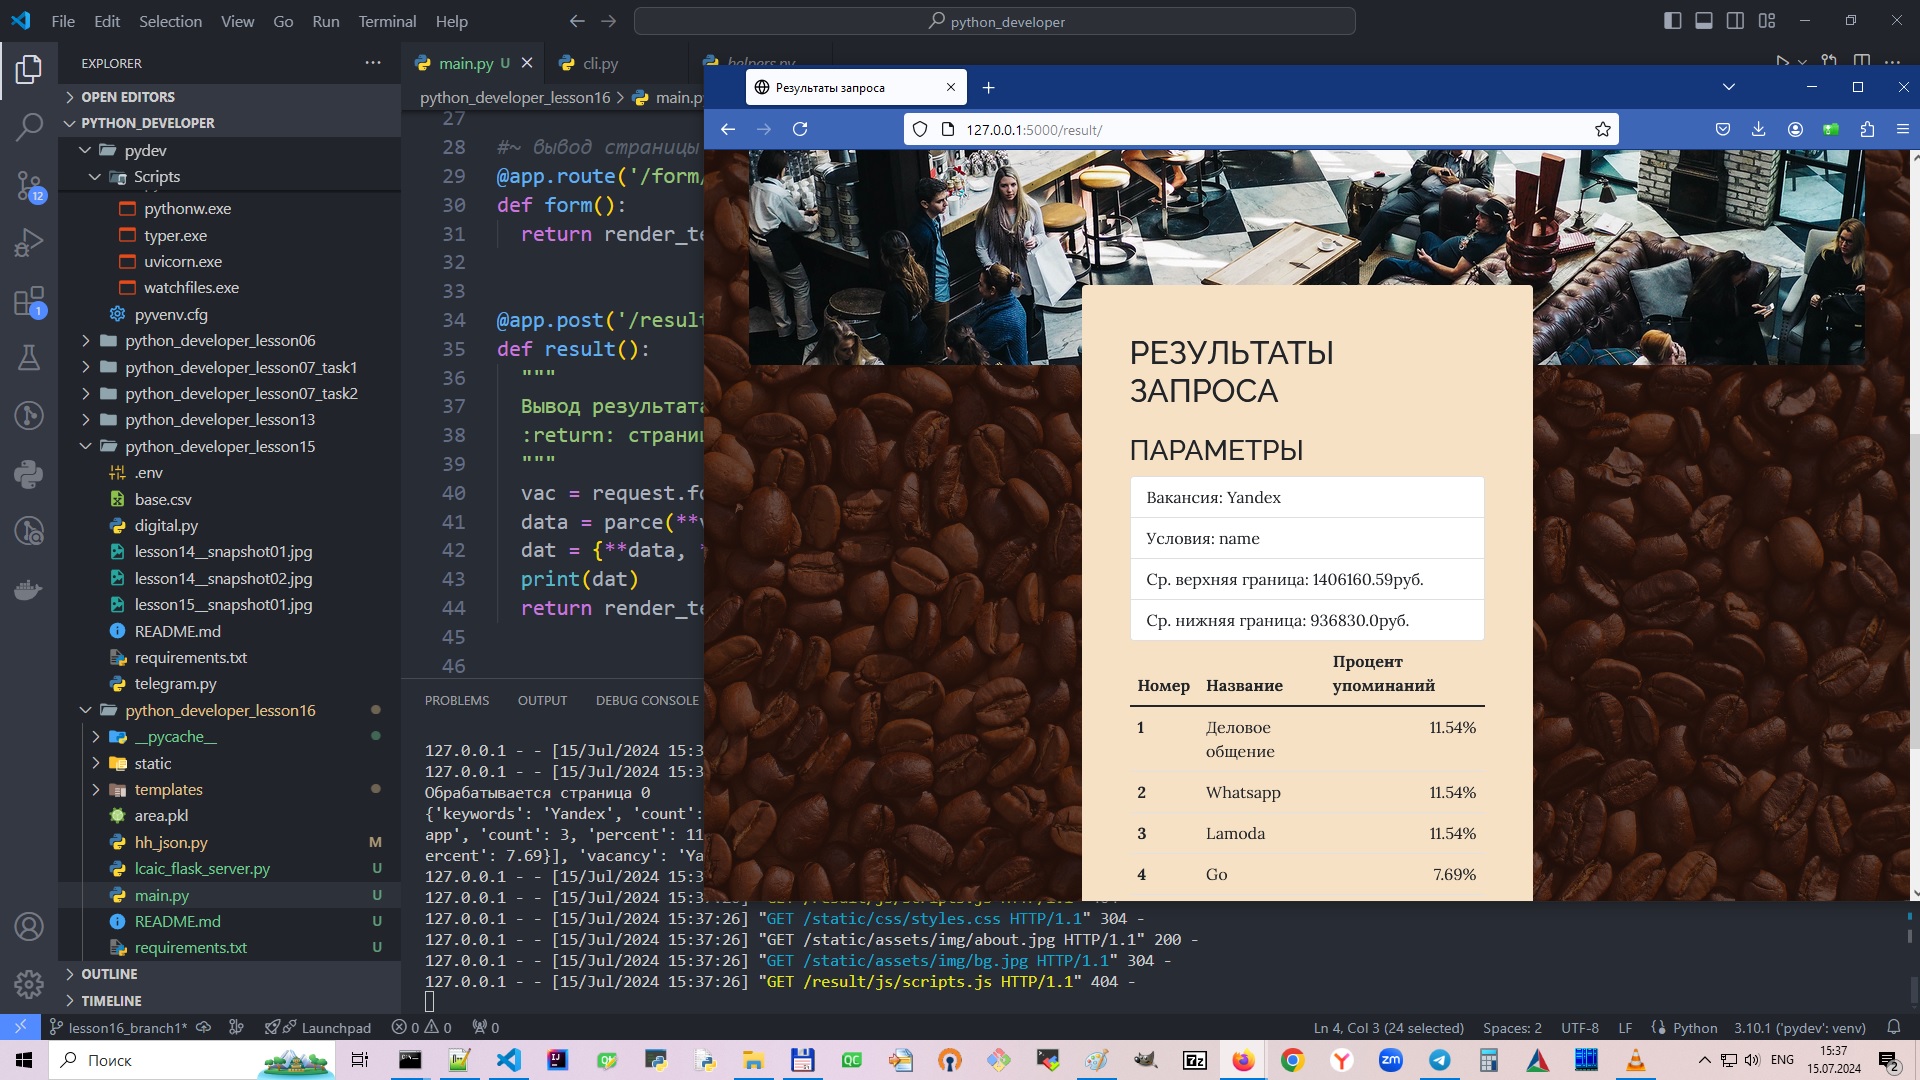 File Edit Selection View Go Run Terminal Help
python_developer
EXPLORER
OPEN EDITORS
PYTHON_DEVELOPER
pydev
Scripts
pythonw.exe
typer.exe
uvicorn.exe
watchfiles.exe
pyvenv.cfg
python_developer_lesson06
python_developer_lesson07_task1
python_developer_lesson07_task2
python_developer_lesson13
python_developer_lesson15
.env
base.csv
digital.py
lesson14__snapshot01.jpg
lesson14__snapshot02.jpg
lesson15__snapshot01.jpg
README.md
requirements.txt
telegram.py
python_developer_lesson16
__pycache__
static
templates
area.pkl
hh_json.py M
lcaic_flask_server.py U
main.py U
README.md U
requirements.txt U
OUTLINE
TIMELINE
12
1
main.py U
cli.py
helpers.py
python_developer_lesson16 > main.p
27
28 #~ вывод страницы
29 @app.route('/form/
30 def form():
31 return render_te
32
33
34 @app.post('/result
35 def result():
36 """
37 Вывод результата
38 :return: страниц
39 """
40 vac = request.fo
41 data = parce(**v
42 dat = {**data, *
43 print(dat)
44 return render_te
45
46
PROBLEMS OUTPUT DEBUG CONSOLE
127.0.0.1 - - [15/Jul/2024 15:3
127.0.0.1 - - [15/Jul/2024 15:3
Обрабатывается страница 0
{'keywords': 'Yandex', 'count':
app', 'count': 3, 'percent': 11
ercent': 7.69}], 'vacancy': 'Ya
127.0.0.1 - - [15/Jul/2024 15:3
127.0.0.1 - - [15/Jul/2024 15:3
127.0.0.1 - - [15/Jul/2024 15:37:26] "GET /static/css/styles.css HTTP/1.1" 304 -
127.0.0.1 - - [15/Jul/2024 15:37:26] "GET /static/assets/img/about.jpg HTTP/1.1" 200 -
127.0.0.1 - - [15/Jul/2024 15:37:26] "GET /static/assets/img/bg.jpg HTTP/1.1" 304 -
127.0.0.1 - - [15/Jul/2024 15:37:26] "GET /result/js/scripts.js HTTP/1.1" 404 -
Результаты запроса
127.0.0.1:5000/result/
РЕЗУЛЬТАТЫ
ЗАПРОСА
ПАРАМЕТРЫ
Вакансия: Yandex
Условия: name
Ср. верхняя граница: 1406160.59руб.
Ср. нижняя граница: 936830.0руб.
Номер Название Процент упоминаний
1 Деловое общение 11.54%
2 Whatsapp 11.54%
3 Lamoda 11.54%
4 Go 7.69%
lesson16_branch1* Launchpad 0 0 0
Ln 4, Col 3 (24 selected) Spaces: 2 UTF-8 LF Python 3.10.1 ('pydev': venv)
Поиск
ENG
15:37
15.07.2024
2